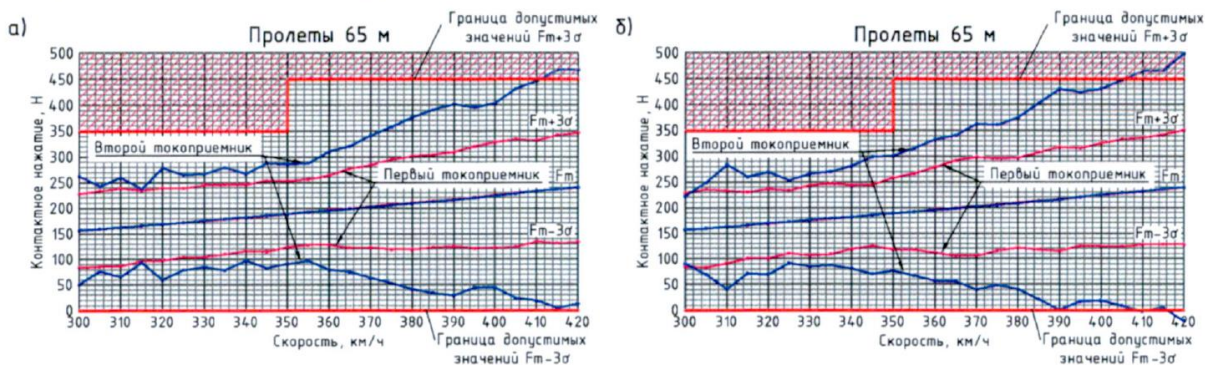 а)
Пролеты 65 м
Граница допустимых
значений Fm+3σ
Контактное нажатие, Н
500
450
400
350
300
250
200
150
100
50
0
Второй токоприемник
Первый токоприемник
Fm+3σ
Fm
Fm-3σ
300 310 320 330 340 350 360 370 380 390 400 410 420
Скорость, км/ч
Граница допустимых
значений Fm-3σ
б)
Пролеты 65 м
Граница допустимых
значений Fm+3σ
Контактное нажатие, Н
500
450
400
350
300
250
200
150
100
50
0
Второй токоприемник
Первый токоприемник
Fm+3σ
Fm
Fm-3σ
300 310 320 330 340 350 360 370 380 390 400 410 420
Скорость, км/ч
Граница допустимых
значений Fm-3σ